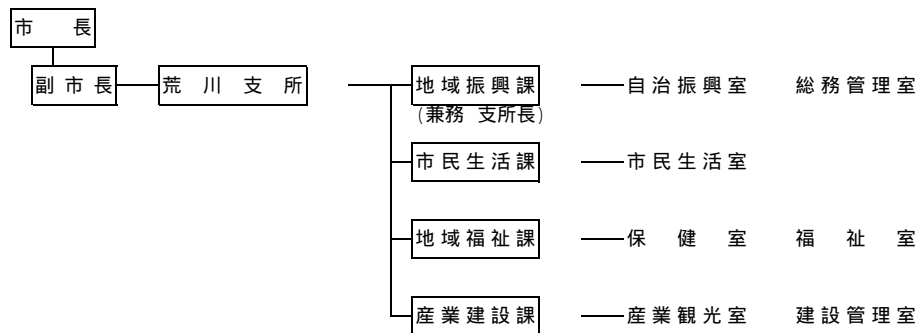 市長
副市長 荒川支所 地域振興課 自治振興室 総務管理室
(兼務 支所長)
市民生活課 市民生活室
地域福祉課 保健室 福祉室
産業建設課 産業観光室 建設管理室